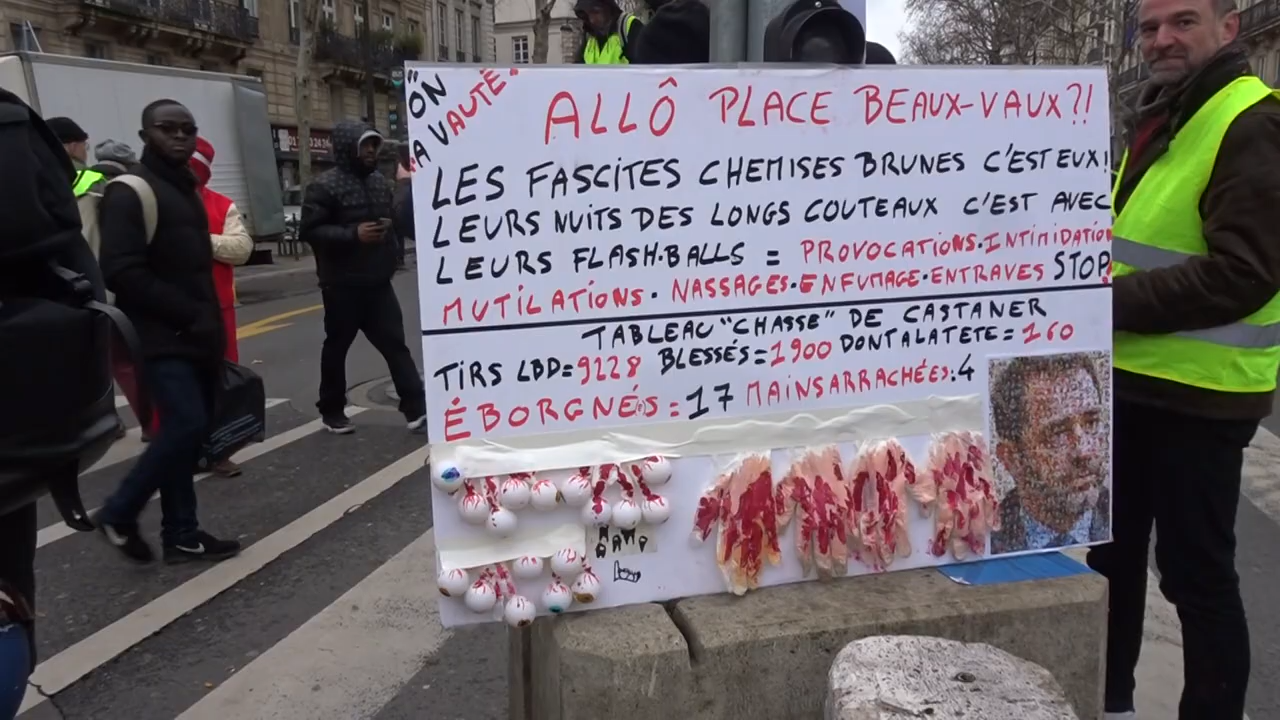 "ON
A VAUTÉ"
ALLÔ PLACE BEAUX-VAUX?!
LES FASCITES CHEMISES BRUNES C'EST EUX!
LEURS NUITS DES LONGS COUTEAUX C'EST AVEC
LEURS FLASH-BALLS = PROVOCATIONS.INTIMIDATION
MUTILATIONS. NASSAGES.ENFUMAGE.ENTRAVES STOP!
TABLEAU "CHASSE" DE CASTANER
TIRS LBD=9228 BLESSÉS=1900 DONT A LA TETE=160
ÉBORGNÉS=17 MAINS ARRACHÉES:4